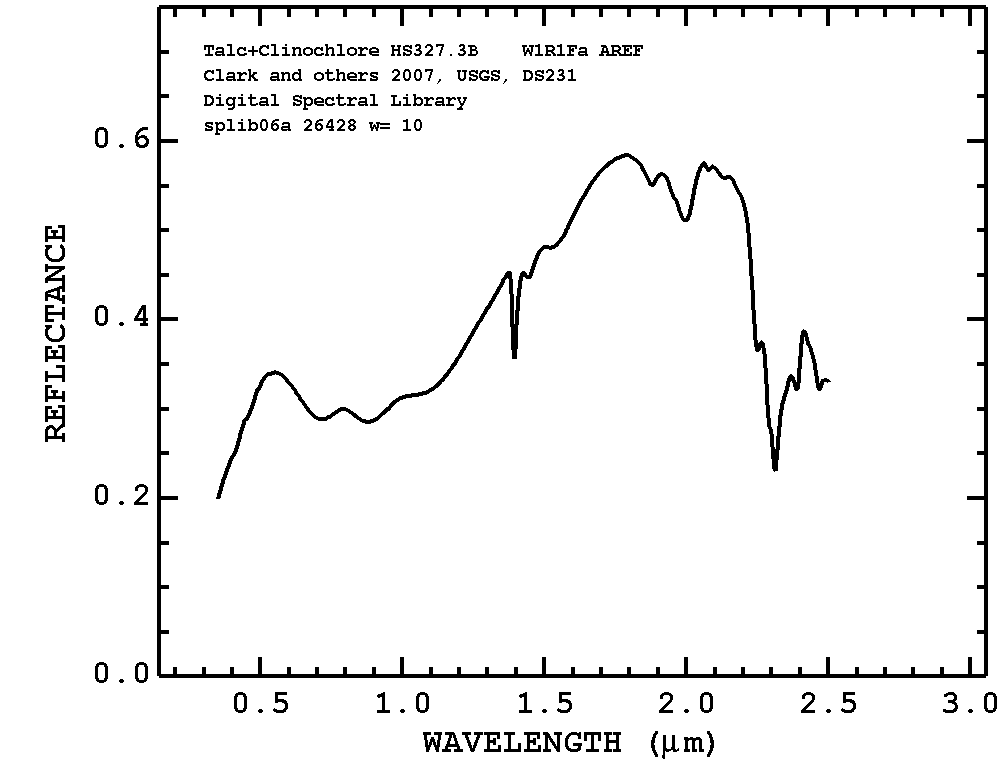 Talc+Clinochlore HS327.3B W1R1Fa AREF
Clark and others 2007, USGS, DS231
Digital Spectral Library
splib06a 26428 w= 10
0.6
0.4
0.2
0.0
REFLECTANCE
0.5 1.0 1.5 2.0 2.5 3.0
WAVELENGTH (μm)